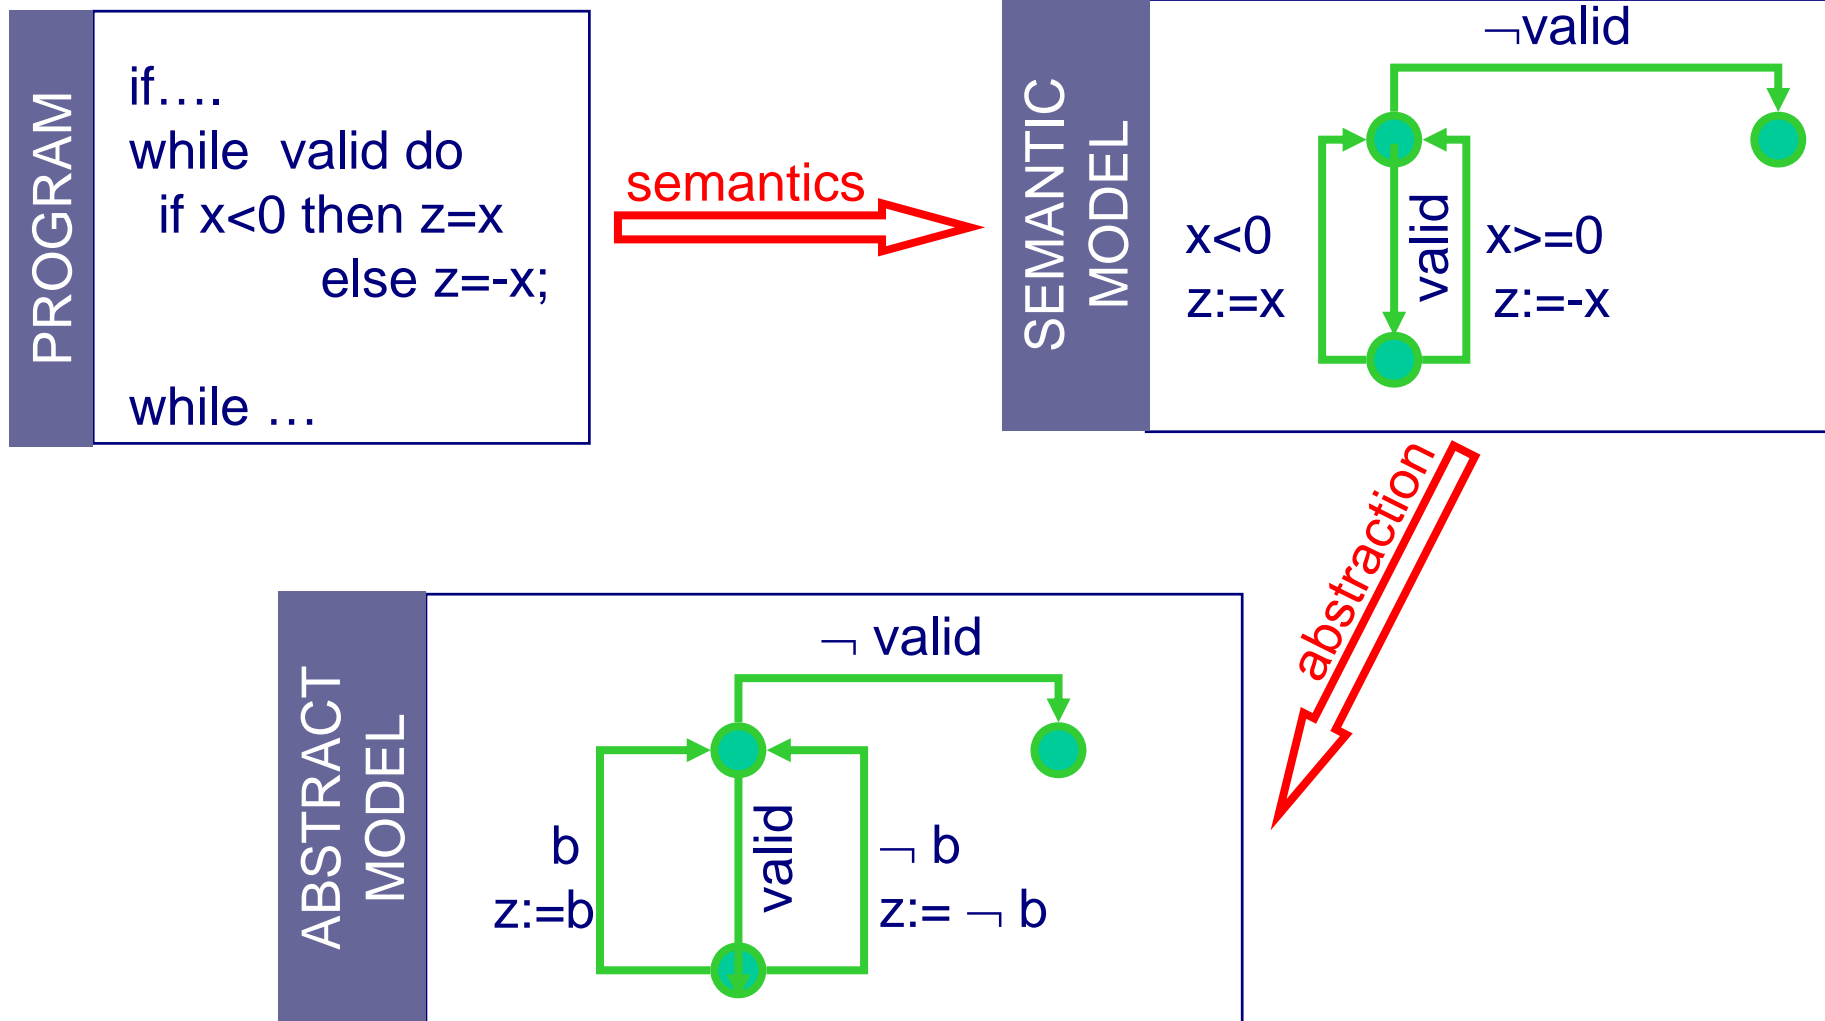 PROGRAM
if….
while valid do
if x<0 then z=x
else z=-x;
while …
semantics
SEMANTIC
MODEL
¬valid
x<0
z:=x
valid
x>=0
z:=-x
abstraction
ABSTRACT
MODEL
¬ valid
b
z:=b
valid
¬ b
z:= ¬ b